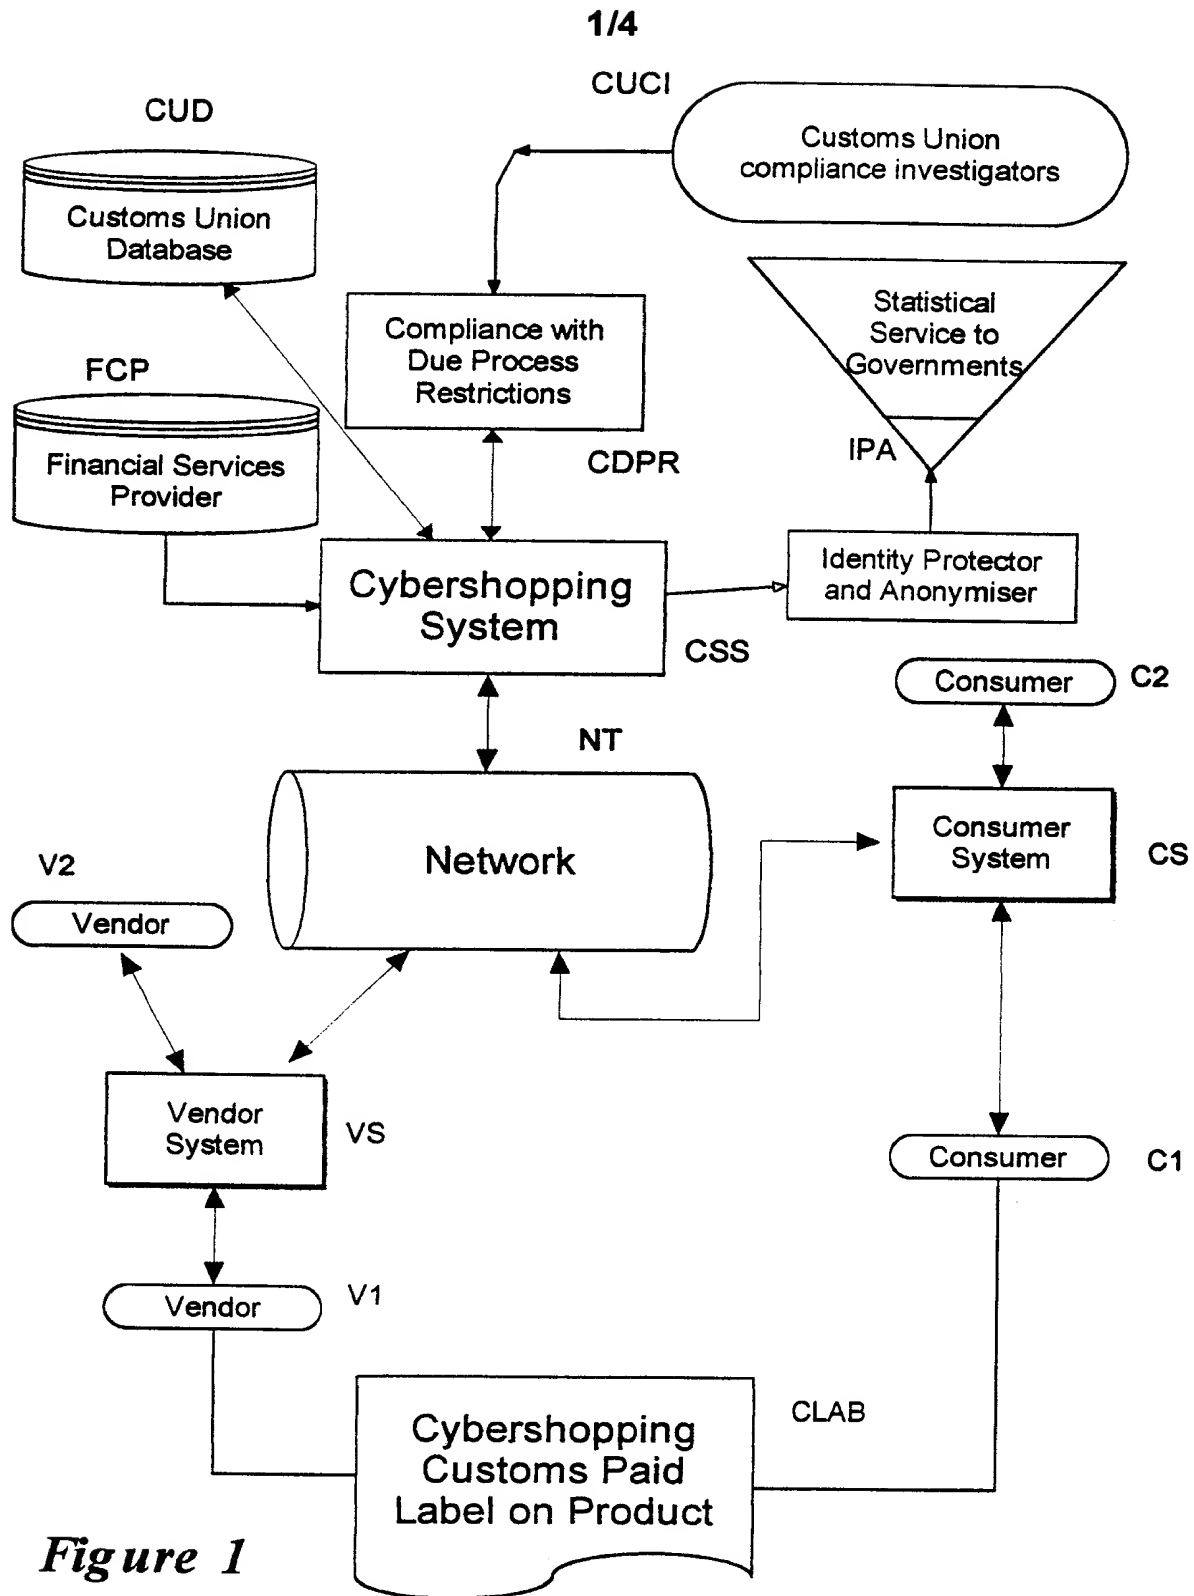 1/4
CUCI
CUD
Customs Union
compliance investigators
Customs Union
Database
Statistical
Service to
Governments
Compliance with
Due Process
Restrictions
FCP
IPA
CDPR
Financial Services
Provider
Identity Protector
and Anonymiser
Cybershopping
System
CSS
Consumer
C2
NT
Consumer
System
CS
Network
V2
Vendor
Vendor
System
VS
Consumer
C1
Vendor
V1
CLAB
Cybershopping
Customs Paid
Label on Product
Figure 1